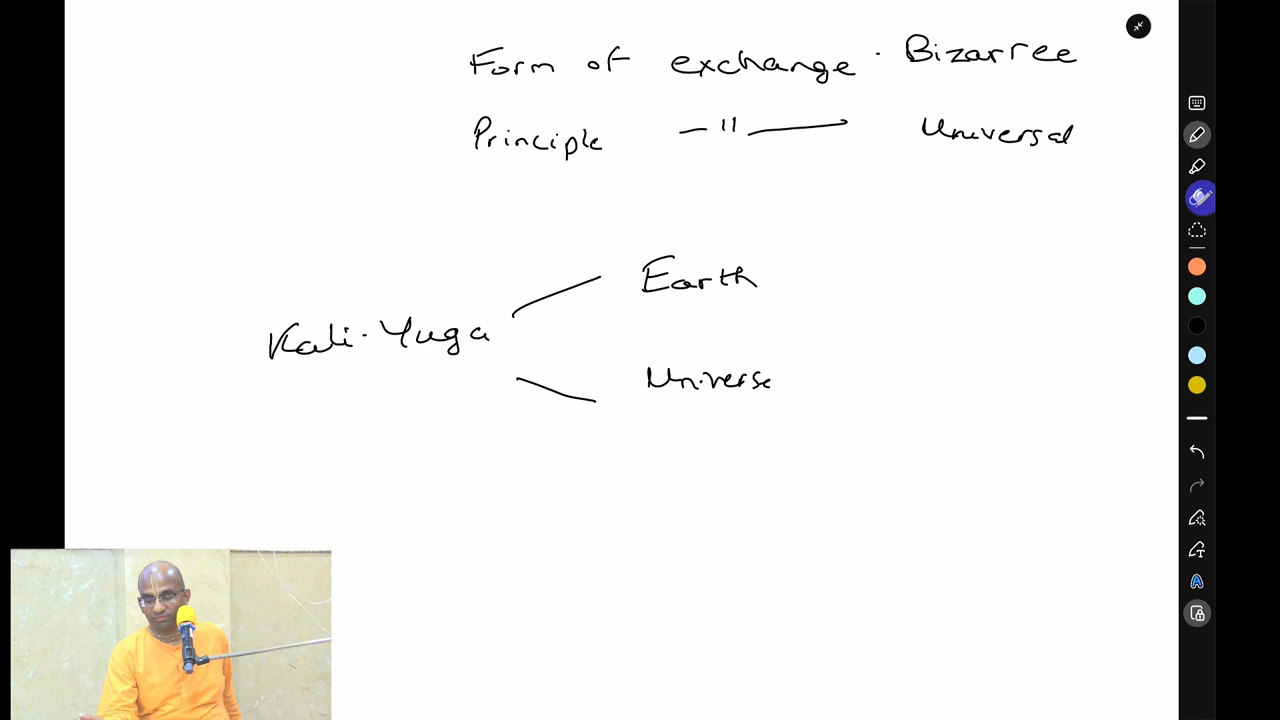 Form of exchange . Bizarree
Principle — " — Universal
Kali-Yuga
Earth
Universe